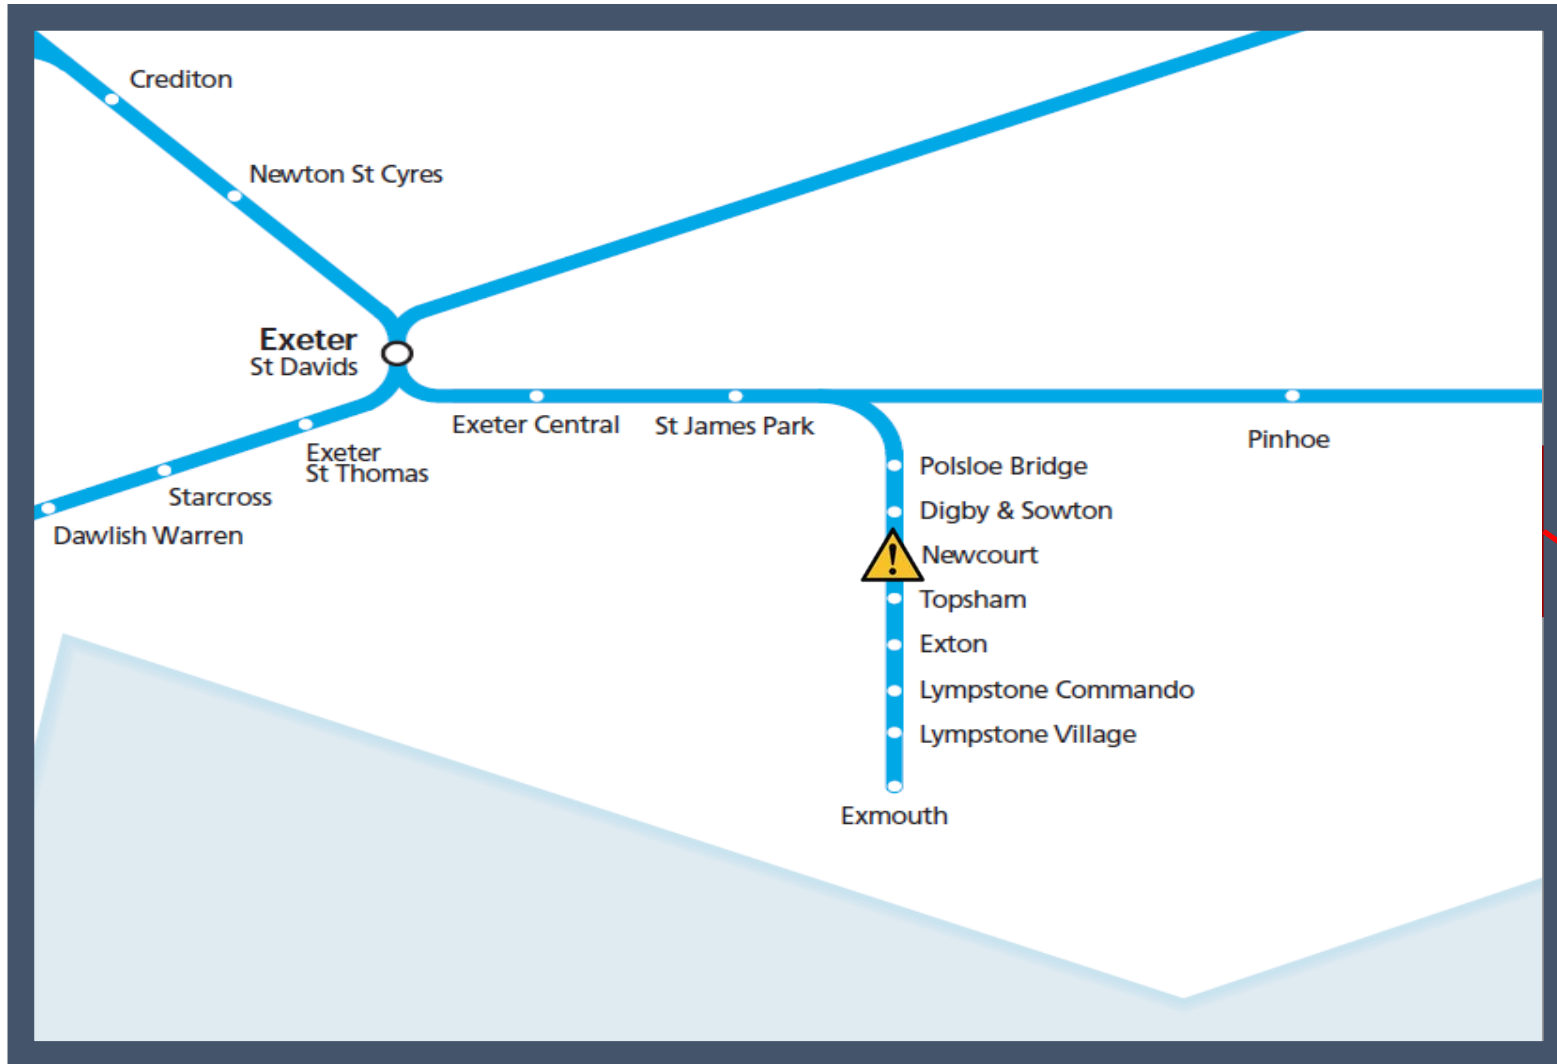 Crediton
Newton St Cyres
Exeter
St Davids
Exeter Central
St James Park
Pinhoe
Exeter
St Thomas
Starcross
Dawlish Warren
Polsloe Bridge
Digby & Sowton
!
Newcourt
Topsham
Exton
Lympstone Commando
Lympstone Village
Exmouth